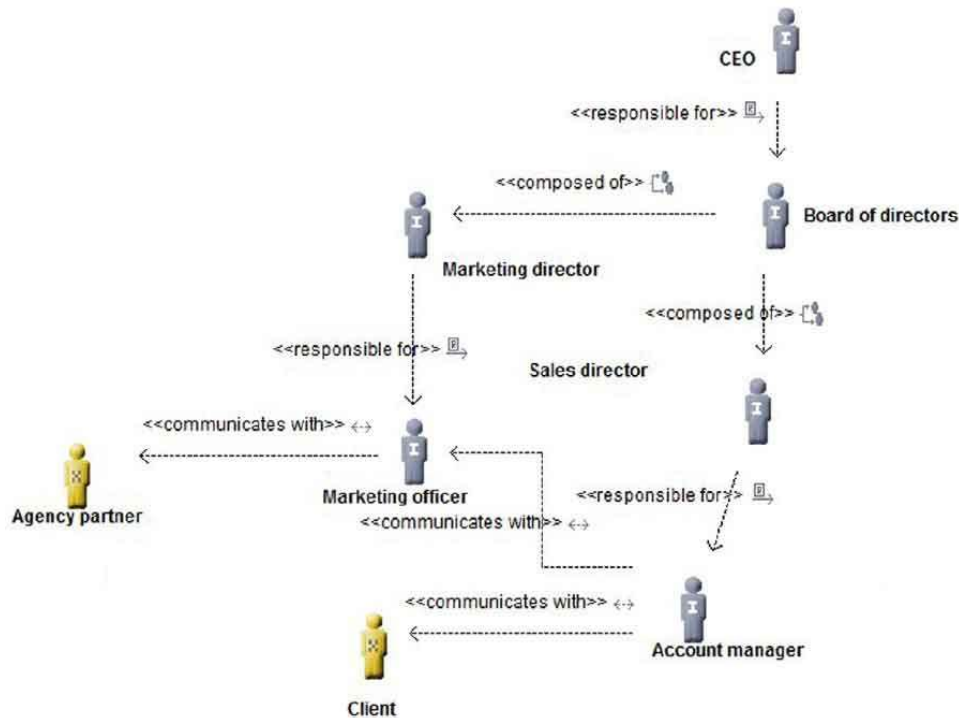 CEO
<<responsible for>>
<<composed of>>
Board of directors
Marketing director
<<composed of>>
<<responsible for>>
Sales director
<<communicates with>>
Agency partner
Marketing officer
<<responsible for>>
<<communicates with>>
<<communicates with>>
Account manager
Client